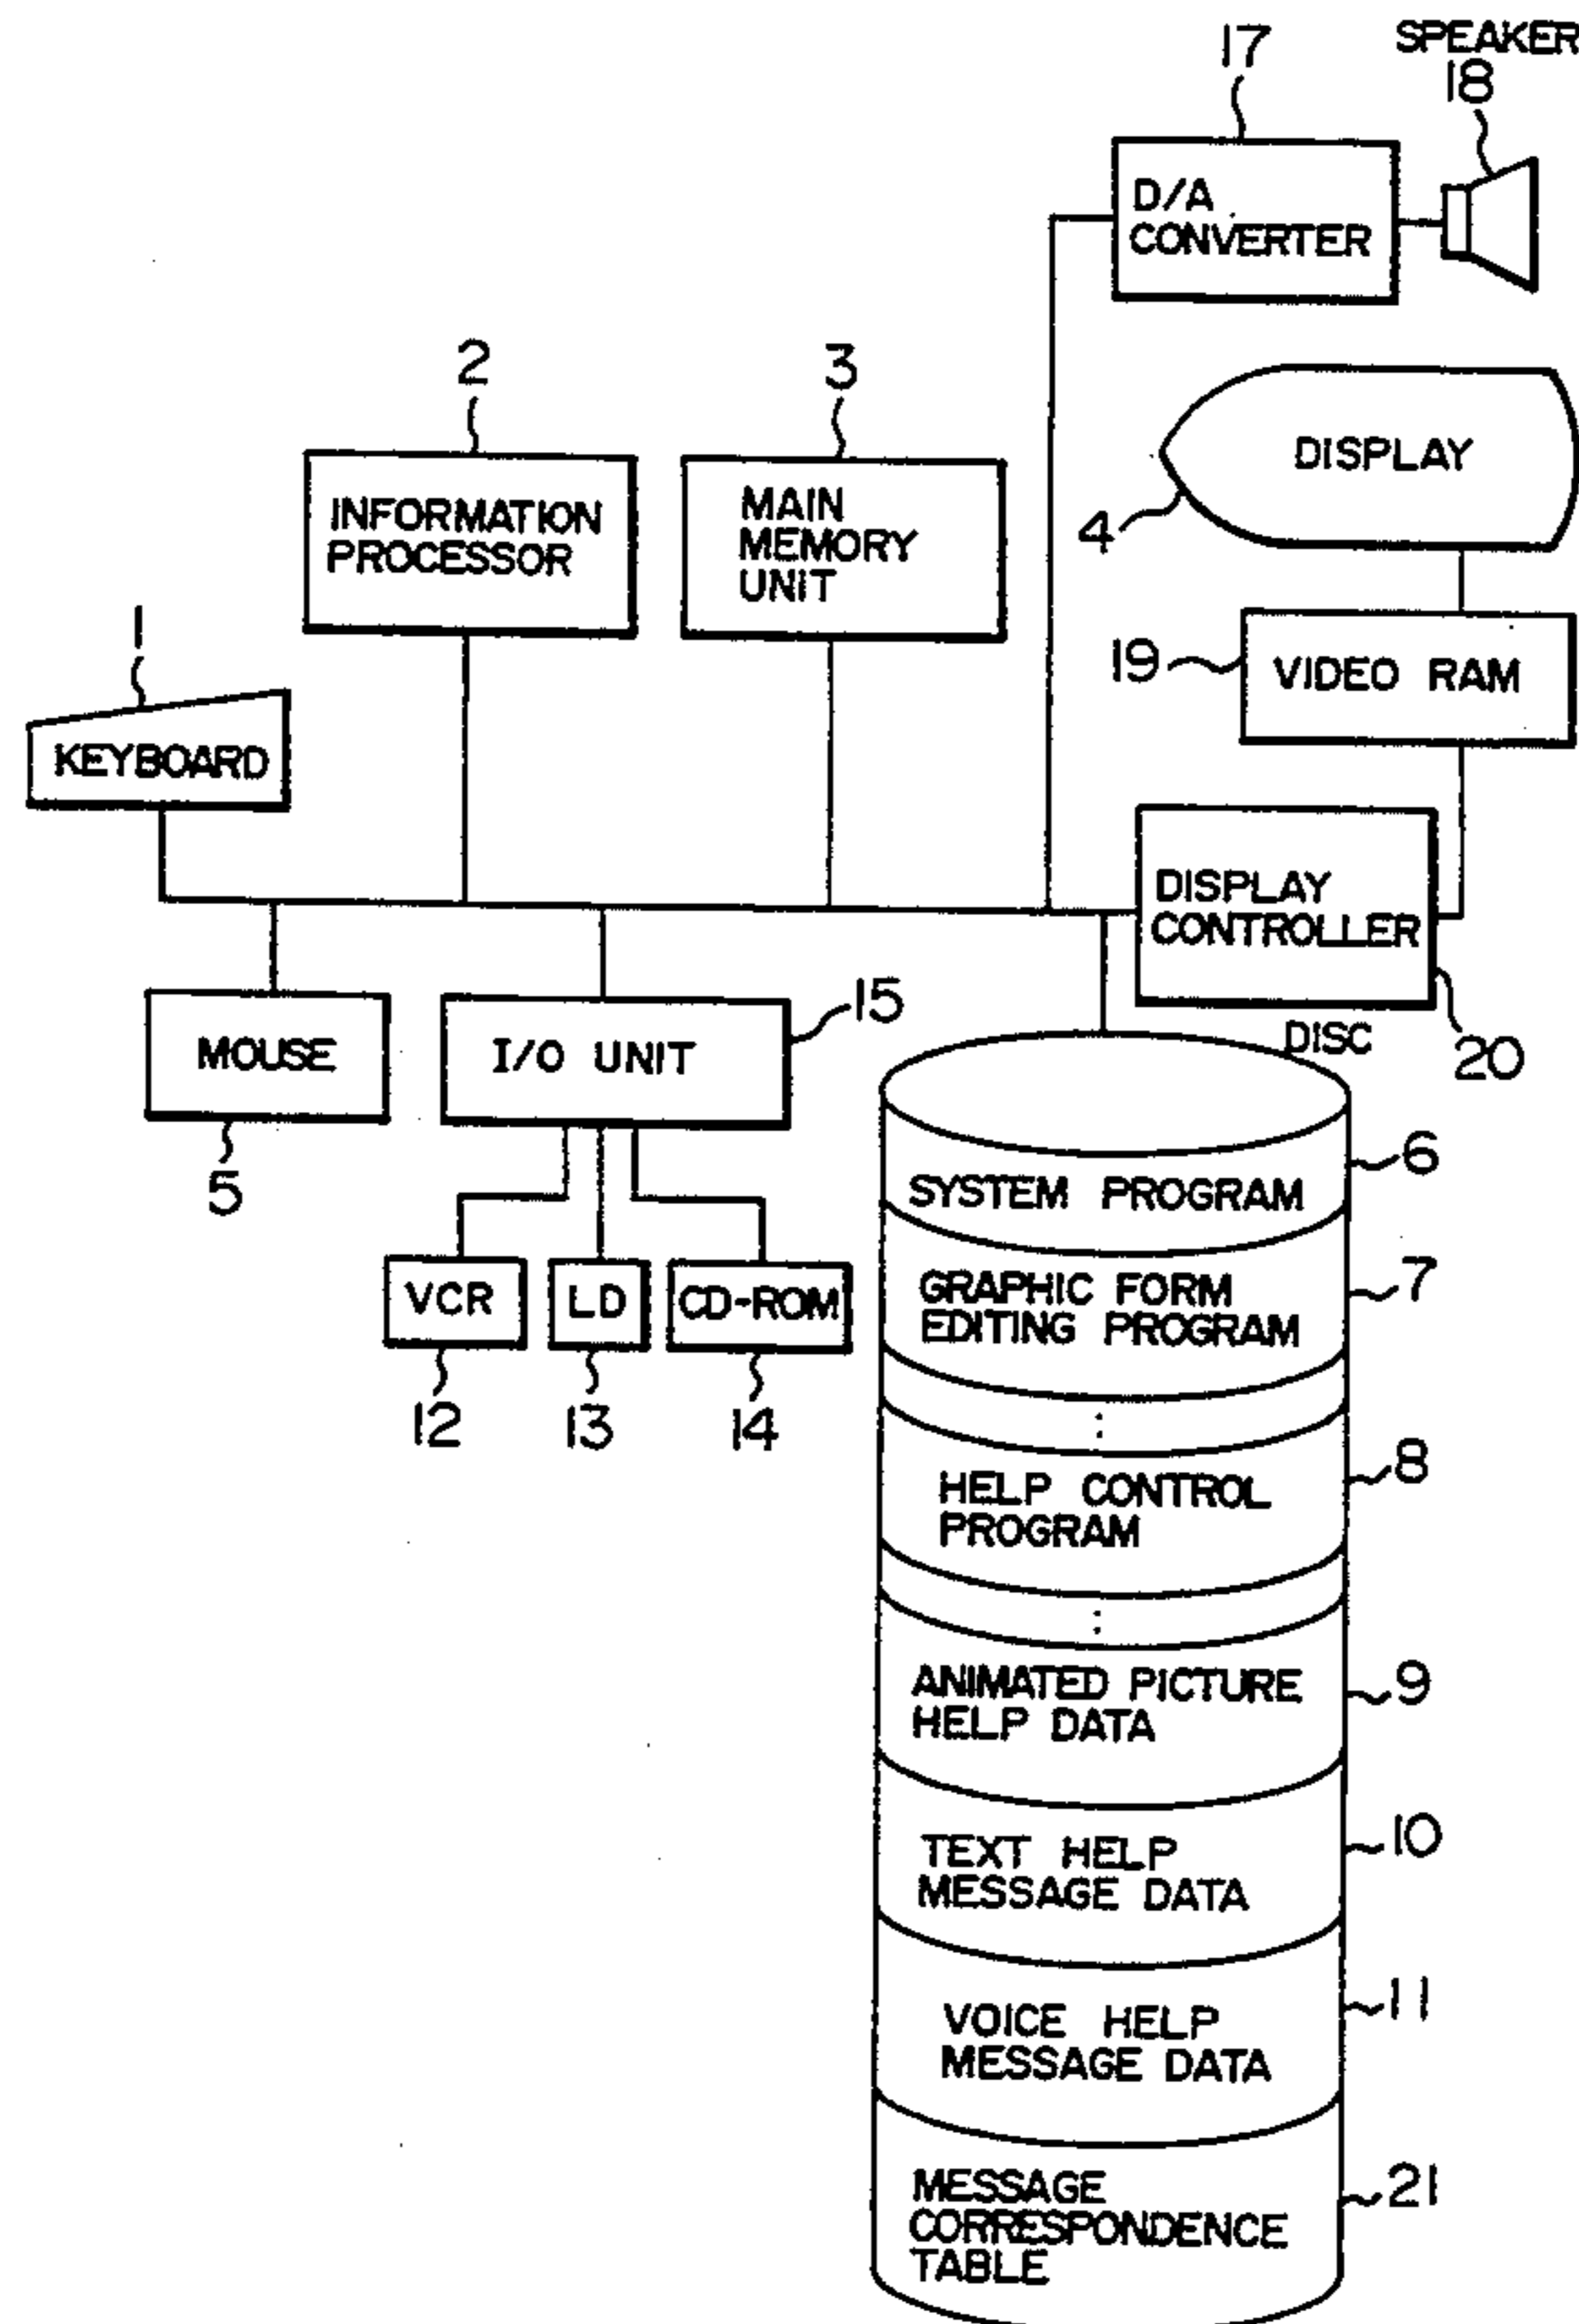 SPEAKER
17
18
D/A
CONVERTER
2
3
DISPLAY
INFORMATION
PROCESSOR
MAIN
MEMORY
UNIT
4
1
19
VIDEO RAM
KEYBOARD
DISPLAY
CONTROLLER
15
MOUSE
I/O UNIT
DISC
20
5
6
SYSTEM PROGRAM
VCR
LD
CD-ROM
7
GRAPHIC FORM
EDITING PROGRAM
12
13
14
8
HELP CONTROL
PROGRAM
9
ANIMATED PICTURE
HELP DATA
10
TEXT HELP
MESSAGE DATA
11
VOICE HELP
MESSAGE DATA
21
MESSAGE
CORRESPONDENCE
TABLE